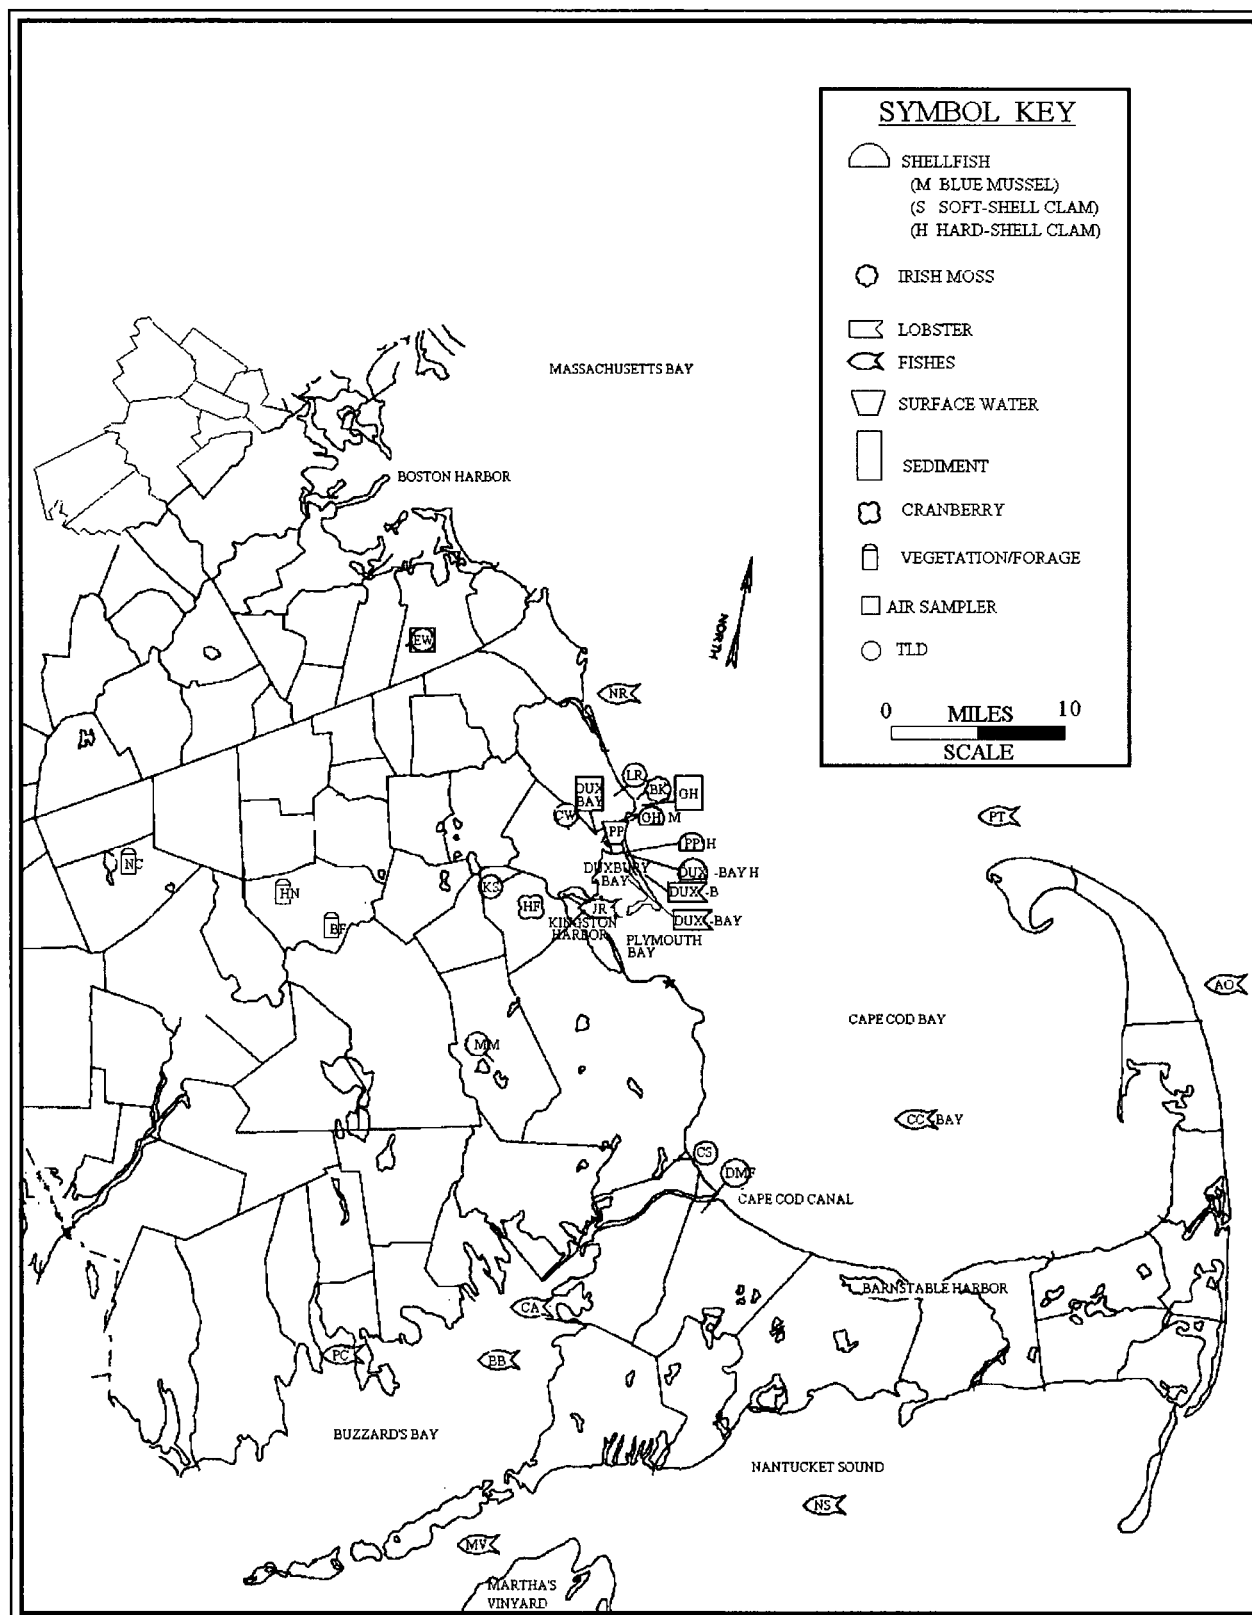 SYMBOL KEY
SHELLFISH
(M BLUE MUSSEL)
(S SOFT-SHELL CLAM)
(H HARD-SHELL CLAM)
IRISH MOSS
LOBSTER
FISHES
SURFACE WATER
SEDIMENT
CRANBERRY
VEGETATION/FORAGE
AIR SAMPLER
TLD
0 MILES 10
SCALE
MASSACHUSETTS BAY
BOSTON HARBOR
NORTH
EW
NR
LR
BK
GH
DUX
BAY
CW
GH M
PP
PP H
PT
NC
DUXBURY
BAY
DUX -BAY H
KS
HN
DUX -B
HF
JR
BF
DUX -BAY
KINGSTON
HARBOR
PLYMOUTH
BAY
AO
CAPE COD BAY
MM
CC BAY
CS
DMF
CAPE COD CANAL
BARNSTABLE HARBOR
CA
PC
BB
BUZZARD'S BAY
NANTUCKET SOUND
NS
MV
MARTHA'S
VINYARD